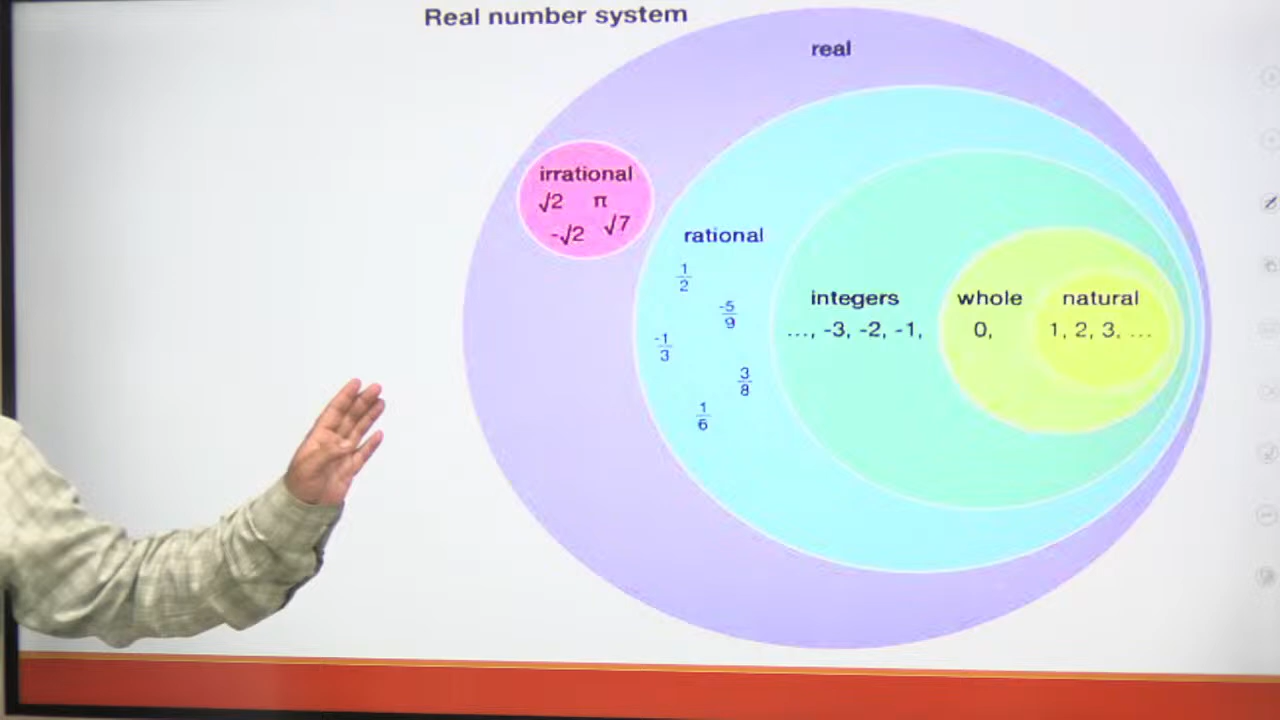 Real number system
real
irrational
√2 π
-√2 √7
rational
1/2
-5/9
-1/3
3/8
1/6
integers
..., -3, -2, -1,
whole
0,
natural
1, 2, 3, ...